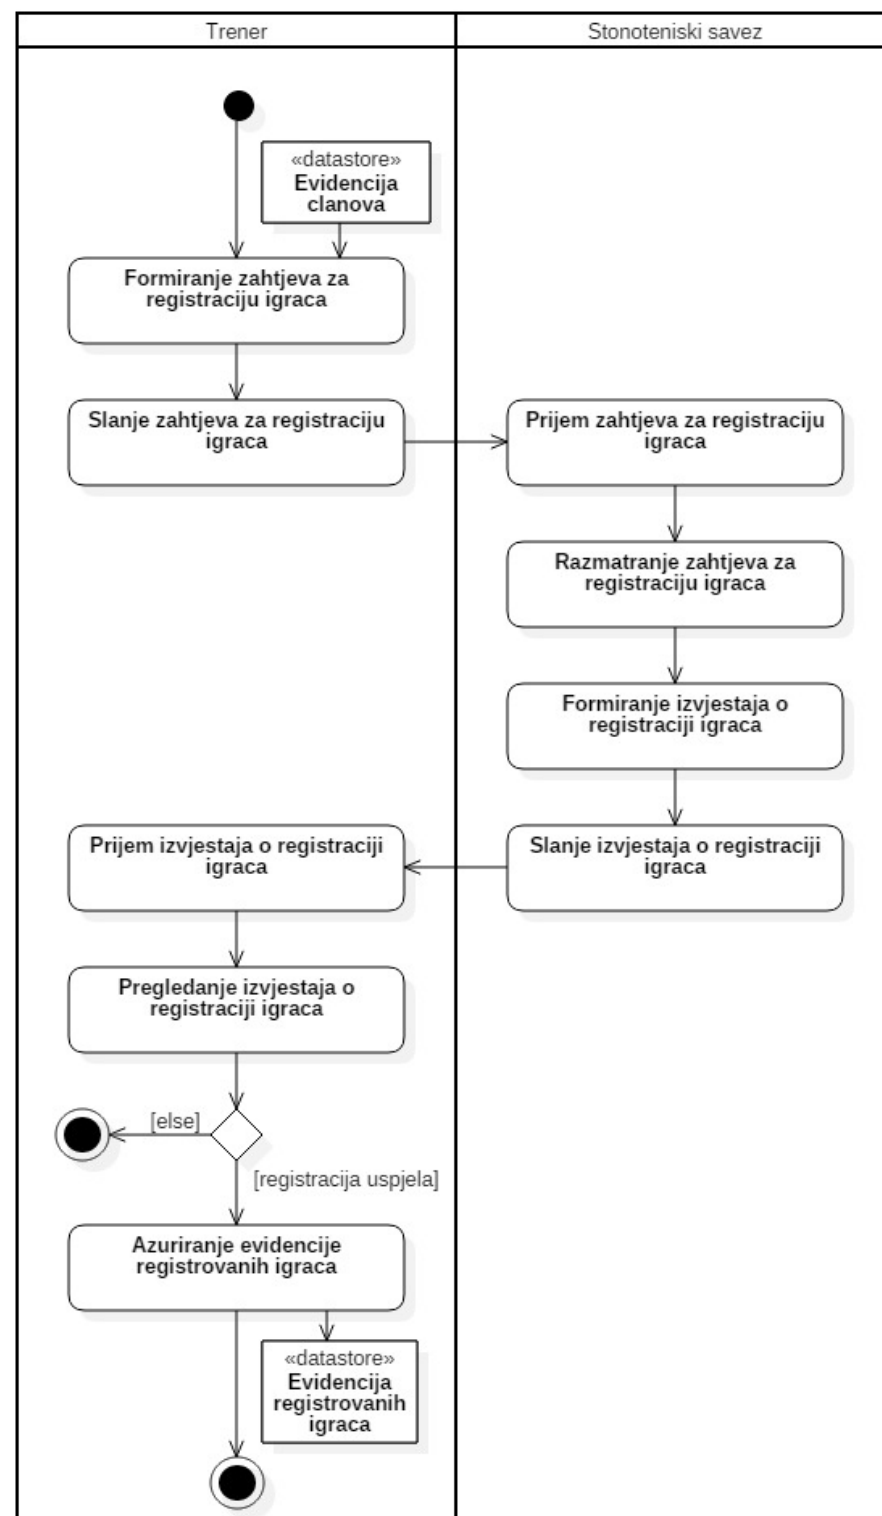 Trener
Stonoteniski savez
«datastore»
Evidencija
clanova
Formiranje zahtjeva za
registraciju igraca
Slanje zahtjeva za registraciju
igraca
Prijem zahtjeva za registraciju
igraca
Razmatranje zahtjeva za
registraciju igraca
Formiranje izvjestaja o
registraciji igraca
Slanje izvjestaja o registraciji
igraca
Prijem izvjestaja o registraciji
igraca
Pregledanje izvjestaja o
registraciji igraca
[else]
[registracija uspjela]
Azuriranje evidencije
registrovanih igraca
«datastore»
Evidencija
registrovanih
igraca